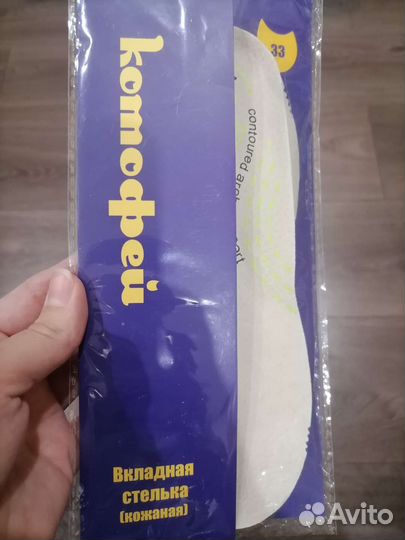 котофей
33
contoured arch
Вкладная
стелька
(кожаная)
Avito